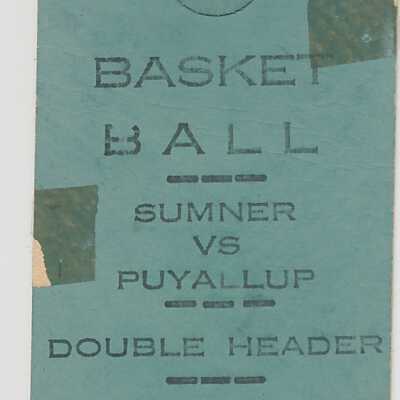 BASKET
BALL
SUMNER
VS
PUYALLUP
DOUBLE HEADER